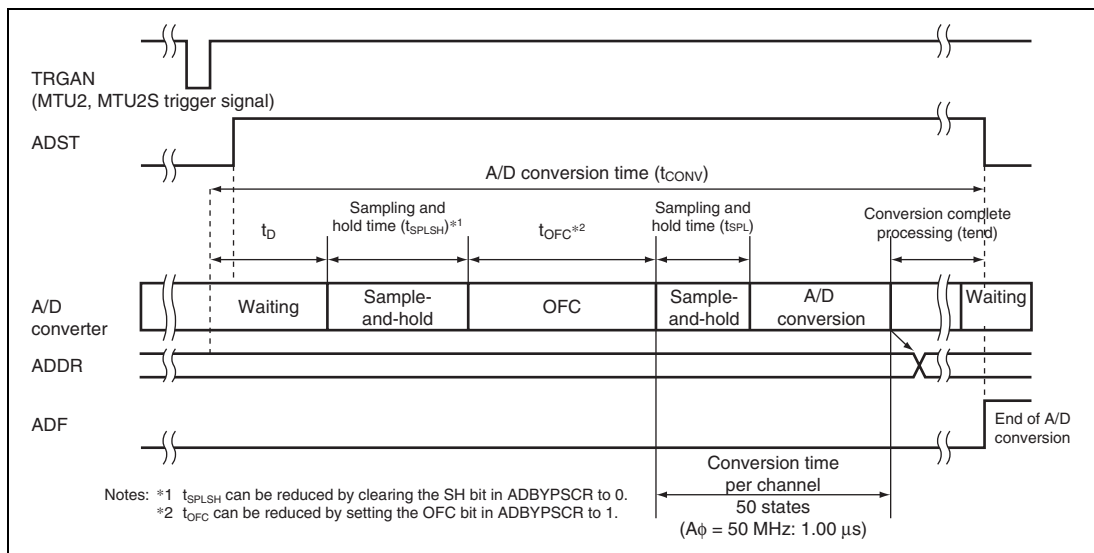 TRGAN
(MTU2, MTU2S trigger signal)
ADST
A/D conversion time (tCONV)
tD
Sampling and
hold time (tSPLSH)*1
tOFC*2
Sampling and
hold time (tSPL)
Conversion complete
processing (tend)
A/D
converter
Waiting
Sample-
and-hold
OFC
Sample-
and-hold
A/D
conversion
Waiting
ADDR
ADF
End of A/D
conversion
Conversion time
per channel
50 states
(Aϕ = 50 MHz: 1.00 µs)
Notes: *1 tSPLSH can be reduced by clearing the SH bit in ADBYPSCR to 0.
*2 tOFC can be reduced by setting the OFC bit in ADBYPSCR to 1.